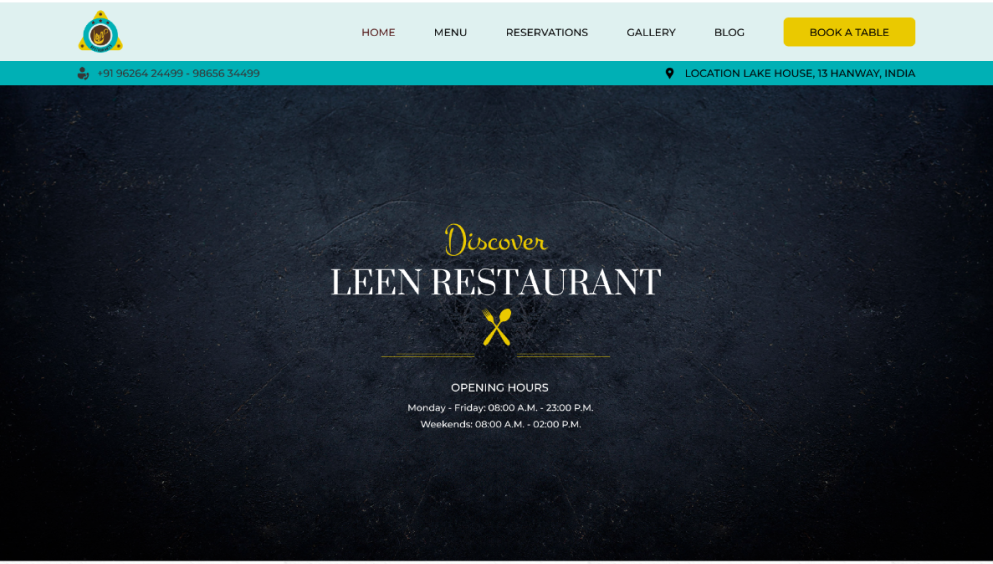 HOME MENU RESERVATIONS GALLERY BLOG BOOK A TABLE
+91 96264 24499 - 98656 34499 LOCATION LAKE HOUSE, 13 HANWAY, INDIA
Discover
LEEN RESTAURANT
OPENING HOURS
Monday - Friday: 08:00 A.M. - 23:00 P.M.
Weekends: 08:00 A.M. - 02:00 P.M.